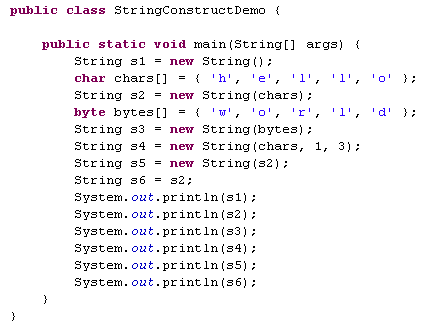 public class StringConstructDemo {
public static void main(String[] args) {
String s1 = new String();
char chars[] = { 'h', 'e', 'l', 'l', 'o' };
String s2 = new String(chars);
byte bytes[] = { 'w', 'o', 'r', 'l', 'd' };
String s3 = new String(bytes);
String s4 = new String(chars, 1, 3);
String s5 = new String(s2);
String s6 = s2;
System.out.println(s1);
System.out.println(s2);
System.out.println(s3);
System.out.println(s4);
System.out.println(s5);
System.out.println(s6);
}
}